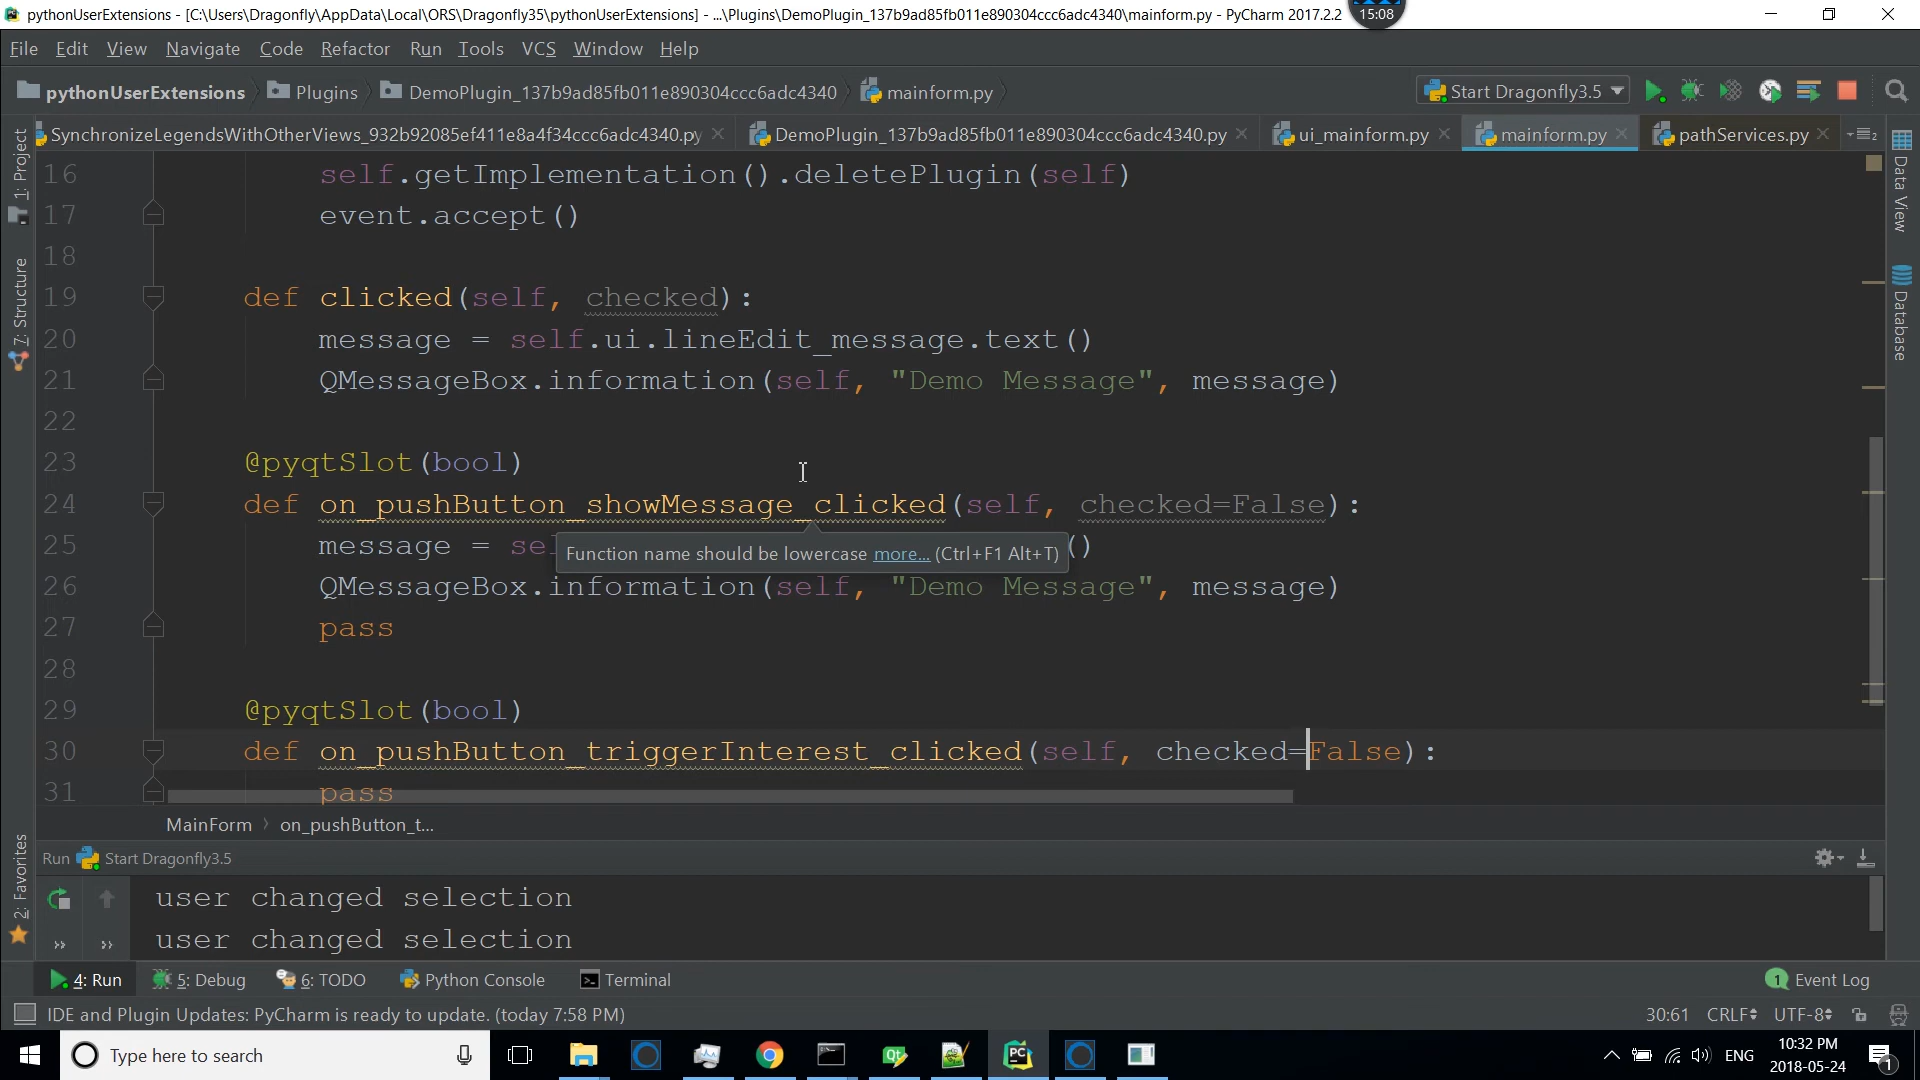 pythonUserExtensions - [C:\Users\Dragonfly\AppData\Local\ORS\Dragonfly35\pythonUserExtensions] - ...\Plugins\DemoPlugin_137b9ad85fb011e890304ccc6adc4340\mainform.py - PyCharm 2017.2.2
15:08
File Edit View Navigate Code Refactor Run Tools VCS Window Help
pythonUserExtensions Plugins DemoPlugin_137b9ad85fb011e890304ccc6adc4340 mainform.py
Start Dragonfly3.5
SynchronizeLegendsWithOtherViews_932b92085ef411e8a4f34ccc6adc4340.py DemoPlugin_137b9ad85fb011e890304ccc6adc4340.py ui_mainform.py mainform.py pathServices.py
1: Project
7: Structure
2: Favorites
Data View
Database
16 self.getImplementation().deletePlugin(self)
17 event.accept()
18
19 def clicked(self, checked):
20 message = self.ui.lineEdit_message.text()
21 QMessageBox.information(self, "Demo Message", message)
22
23 @pyqtSlot(bool)
24 def on_pushButton_showMessage_clicked(self, checked=False):
25 message = se ()
Function name should be lowercase more... (Ctrl+F1 Alt+T)
26 QMessageBox.information(self, "Demo Message", message)
27 pass
28
29 @pyqtSlot(bool)
30 def on_pushButton_triggerInterest_clicked(self, checked=False):
31 pass
MainForm on_pushButton_t...
Run Start Dragonfly3.5
user changed selection
user changed selection
4: Run 5: Debug 6: TODO Python Console Terminal 1 Event Log
IDE and Plugin Updates: PyCharm is ready to update. (today 7:58 PM) 30:61 CRLF UTF-8
Type here to search
ENG
10:32 PM
2018-05-24
1